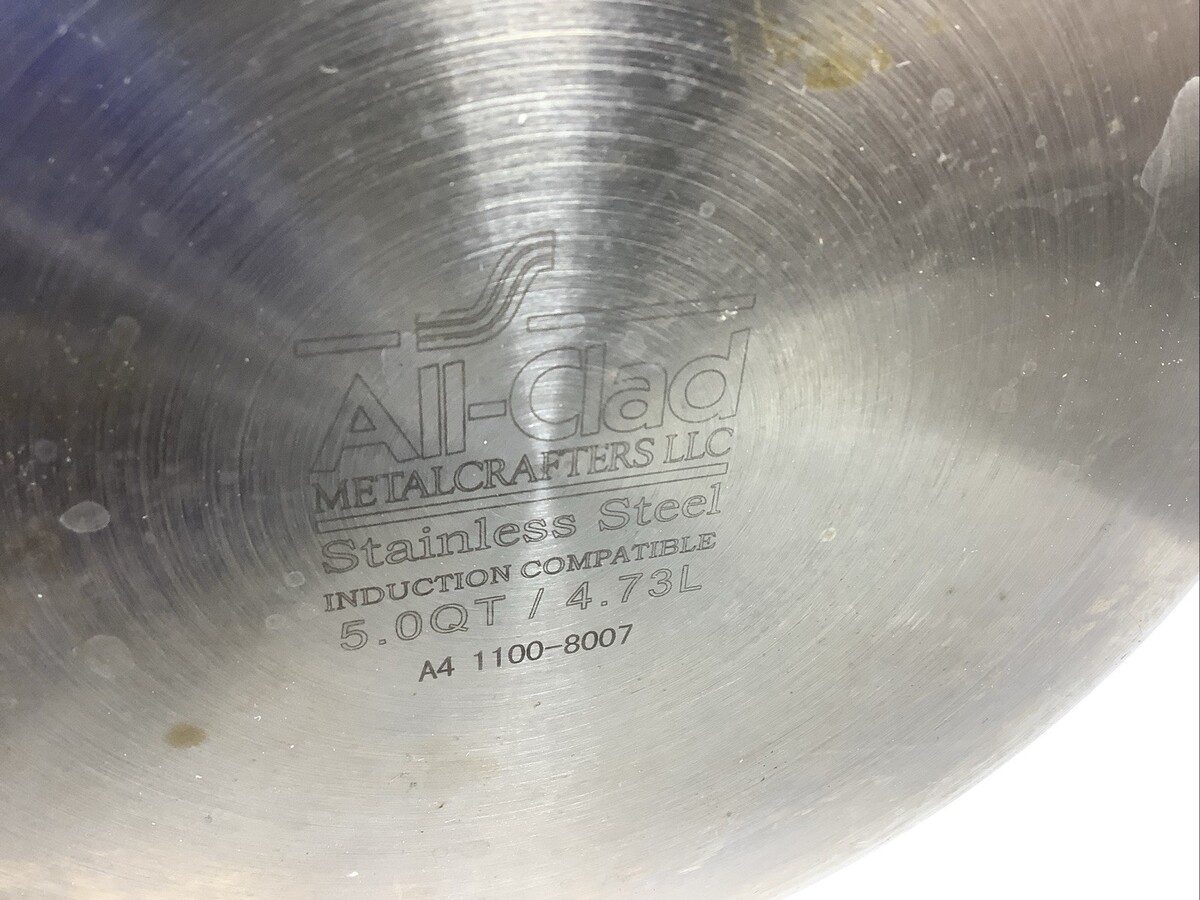 All-Clad
METALCRAFTERS LLC
Stainless Steel
INDUCTION COMPATIBLE
5.0QT / 4.73L
A4 1100-8007